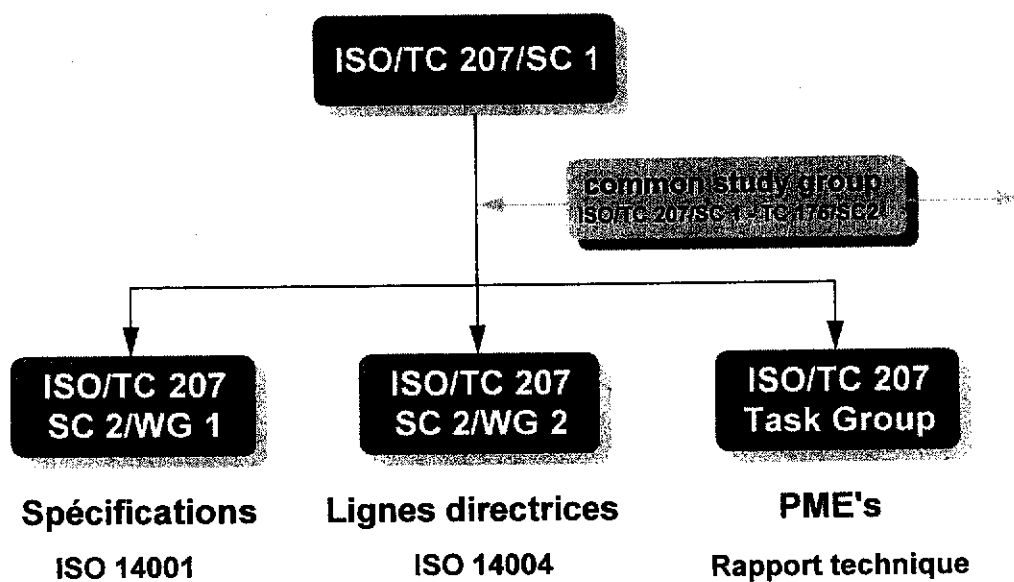 ISO/TC 207/SC 1
common study group
ISO/TC 207/SC 1 - TC 176/SC2
ISO/TC 207
SC 2/WG 1
ISO/TC 207
SC 2/WG 2
ISO/TC 207
Task Group
Spécifications
Lignes directrices
PME's
ISO 14001
ISO 14004
Rapport technique